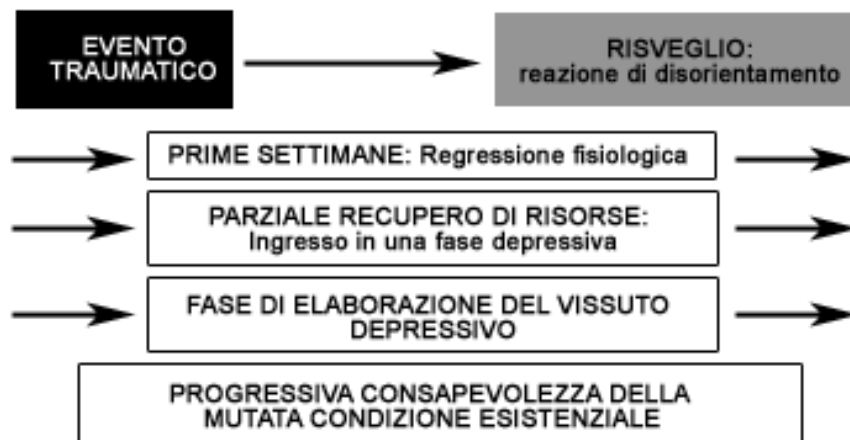 EVENTO
TRAUMATICO
RISVEGLIO:
reazione di disorientamento
PRIME SETTIMANE: Regressione fisiologica
PARZIALE RECUPERO DI RISORSE:
Ingresso in una fase depressiva
FASE DI ELABORAZIONE DEL VISSUTO
DEPRESSIVO
PROGRESSIVA CONSAPEVOLEZZA DELLA
MUTATA CONDIZIONE ESISTENZIALE